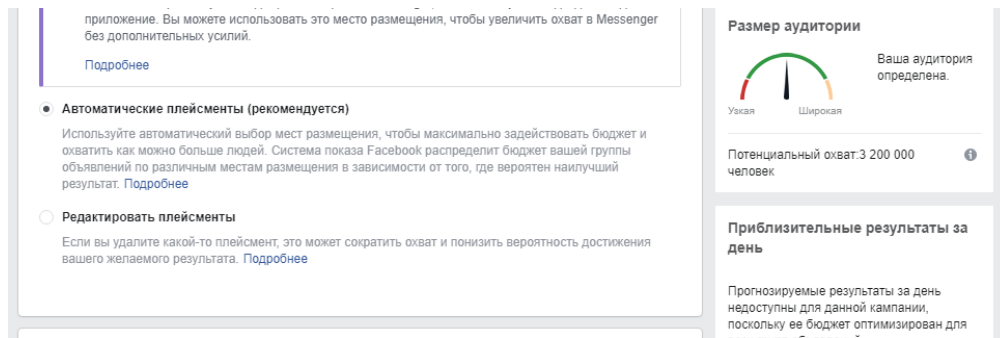 приложение. Вы можете использовать это место размещения, чтобы увеличить охват в Messenger
без дополнительных усилий.
Подробнее
Автоматические плейсменты (рекомендуется)
Используйте автоматический выбор мест размещения, чтобы максимально задействовать бюджет и
охватить как можно больше людей. Система показа Facebook распределит бюджет вашей группы
объявлений по различным местам размещения в зависимости от того, где вероятен наилучший
результат. Подробнее
Редактировать плейсменты
Если вы удалите какой-то плейсмент, это может сократить охват и понизить вероятность достижения
вашего желаемого результата. Подробнее
Размер аудитории
Ваша аудитория
определена.
Узкая
Широкая
Потенциальный охват:3 200 000
человек
Приблизительные результаты за
день
Прогнозируемые результаты за день
недоступны для данной кампании,
поскольку ее бюджет оптимизирован для